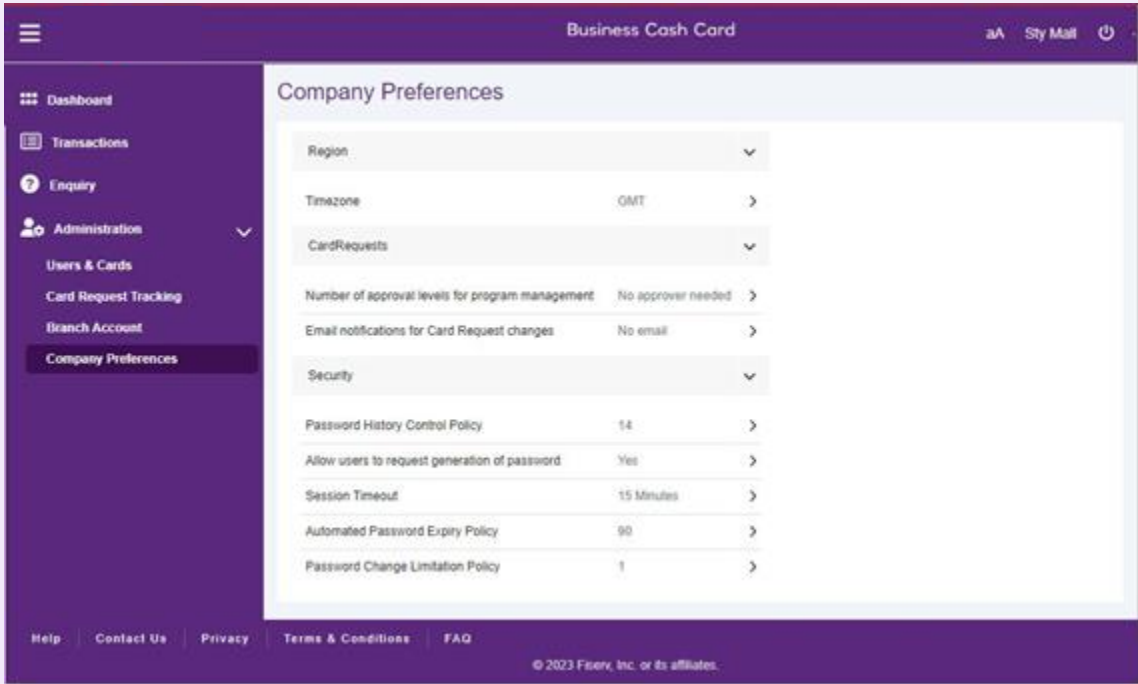 Business Cash Card
aA Sty Mall
Dashboard
Transactions
Enquiry
Administration
Users & Cards
Card Request Tracking
Branch Account
Company Preferences
Company Preferences
Region
Timezone GMT
CardRequests
Number of approval levels for program management No approver needed
Email notifications for Card Request changes No email
Security
Password History Control Policy 14
Allow users to request generation of password Yes
Session Timeout 15 Minutes
Automated Password Expiry Policy 90
Password Change Limitation Policy 1
Help Contact Us Privacy Terms & Conditions FAQ
© 2023 Fiserv, Inc. or its affiliates.